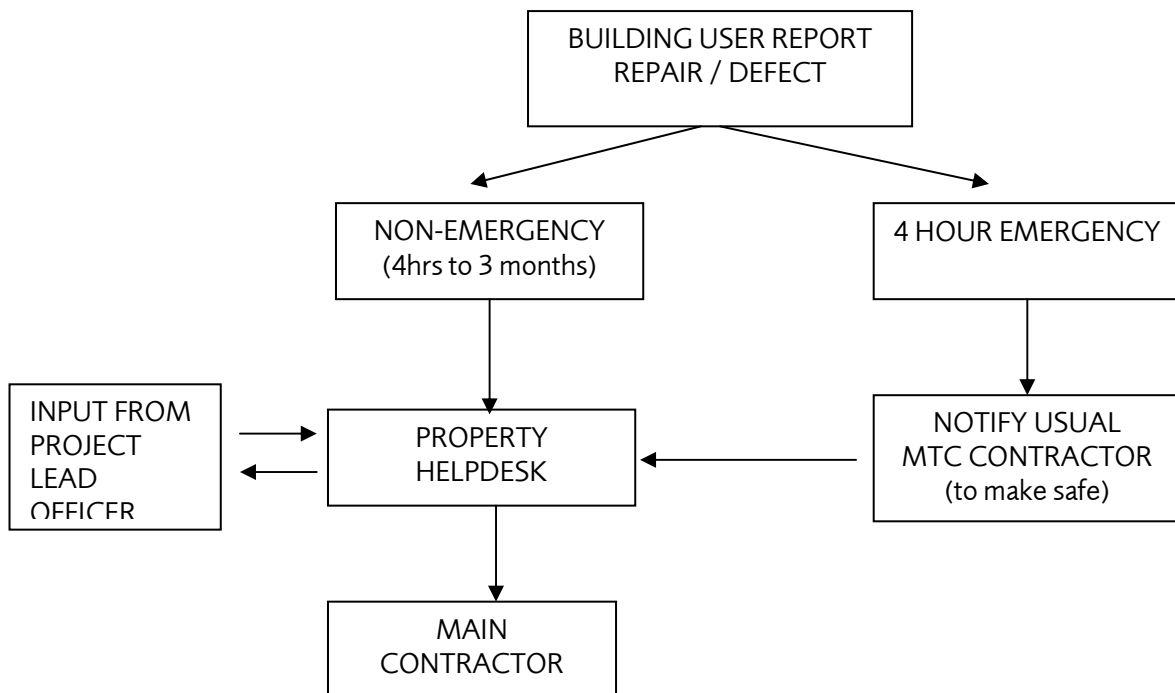 BUILDING USER REPORT
REPAIR / DEFECT
NON-EMERGENCY
(4hrs to 3 months)
4 HOUR EMERGENCY
INPUT FROM
PROJECT
LEAD
OFFICER
PROPERTY
HELPDESK
NOTIFY USUAL
MTC CONTRACTOR
(to make safe)
MAIN
CONTRACTOR